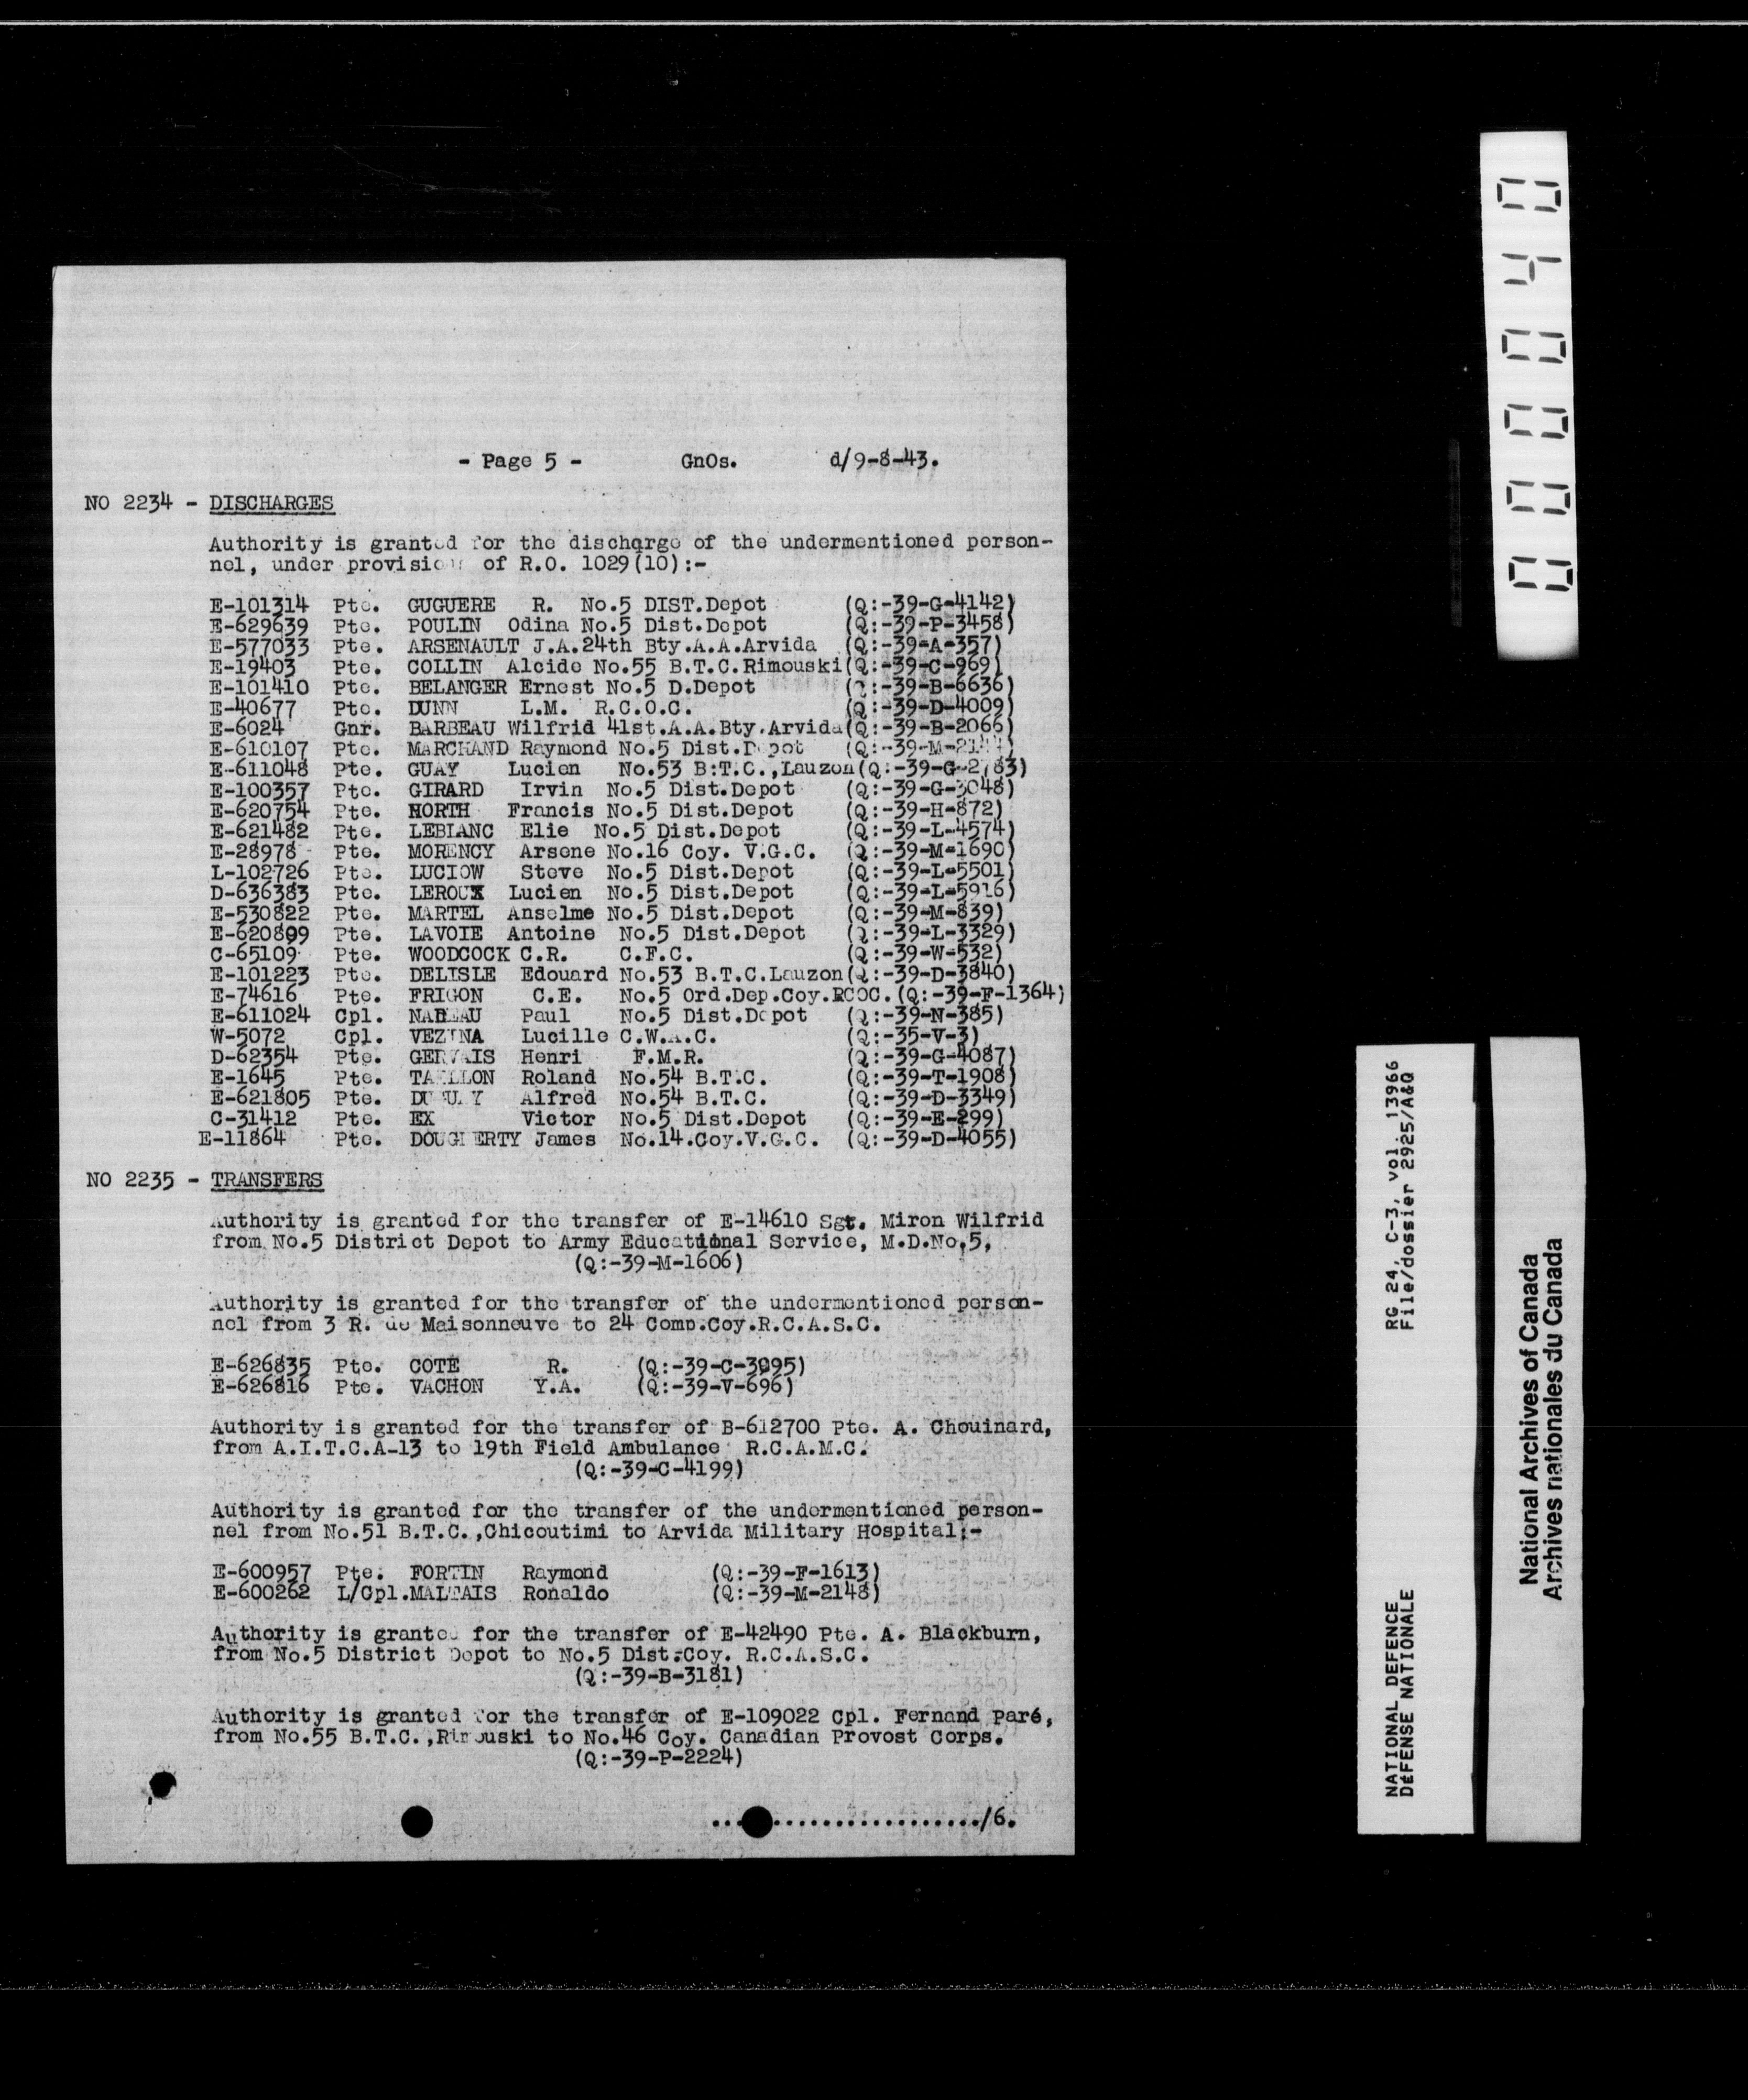 - Page 5 - GnOs. d/9-8-43.
NO 2234 - DISCHARGES
Authority is granted for the discharge of the undermentioned person-
nel, under provisions of R.O. 1029(10):-
E-101314 Pte. GUGUERE R. No.5 DIST.Depot (Q:-39-G-4142)
E-629639 Pte. POULIN Odina No.5 Dist.Depot (Q:-39-P-3458)
E-577033 Pte. ARSENAULT J.A.24th Bty.A.A.Arvida (Q:-39-A-357)
E-19403 Pte. COLLIN Alcide No.55 B.T.C.Rimouski(Q:-39-C-969)
E-101410 Pte. BELANGER Ernest No.5 D.Depot (Q:-39-B-6636)
E-40677 Pte. DUNN L.M. R.C.O.C. (Q:-39-D-4009)
E-6024 Gnr. BARBEAU Wilfrid 41st.A.A.Bty.Arvida(Q:-39-B-2066)
E-610107 Pte. MARCHAND Raymond No.5 Dist.Depot
E-611048 Pte. GUAY Lucien No.53 B:T.C.,Lauzon(Q:-39-G-2783)
E-100357 Pte. GIRARD Irvin No.5 Dist.Depot (Q:-39-G-3048)
E-620754 Pte. HORTH Francis No.5 Dist.Depot (Q:-39-H-872)
E-621482 Pte. LEBLANC Elie No.5 Dist.Depot (Q:-39-L-4574)
E-28978 Pte. MORENCY Arsene No.16 Coy. V.G.C. (Q:-39-M-1690)
L-102726 Pte. LUCIOW Steve No.5 Dist.Depot (Q:-39-L-5501)
D-636383 Pte. LEROUX Lucien No.5 Dist.Depot (Q:-39-L-5916)
E-530822 Pte. MARTEL Anselme No.5 Dist.Depot (Q:-39-M-839)
E-620899 Pte. LAVOIE Antoine No.5 Dist.Depot (Q:-39-L-3329)
C-65109 Pte. WOODCOCK C.R. C.F.C. (Q:-39-W-532)
E-101223 Pte. DELISLE Edouard No.53 B.T.C.Lauzon(Q:-39-D-3840)
E-74616 Pte. FRIGON C.E. No.5 Ord.Dep.Coy.RCOC.(Q:-39-F-1364)
E-611024 Cpl. NADEAU Paul No.5 Dist.Depot (Q:-39-N-385)
W-5072 Cpl. VEZINA Lucille C.W.A.C. (Q:-35-V-3)
D-62354 Pte. GERVAIS Henri F.M.R. (Q:-39-G-4087)
E-1645 Pte. TAILLON Roland No.54 B.T.C. (Q:-39-T-1908)
E-621805 Pte. Alfred No.54 B.T.C. (Q:-39-D-3349)
C-31412 Pte. EX Victor No.5 Dist.Depot (Q:-39-E-299)
E-11864 Pte. DOUGHERTY James No.14.Coy.V.G.C. (Q:-39-D-4055)
NO 2235 - TRANSFERS
Authority is granted for the transfer of E-14610 Sgt. Miron Wilfrid
from No.5 District Depot to Army Educational Service, M.D.No.5,
(Q:-39-M-1606)
Authority is granted for the transfer of the undermentioned person-
nel from 3 R. de Maisonneuve to 24 Comp.Coy.R.C.A.S.C.
E-626835 Pte. COTE R. (Q:-39-C-3095)
E-626816 Pte. VACHON Y.A. (Q:-39-V-696)
Authority is granted for the transfer of B-612700 Pte. A. Chouinard,
from A.I.T.C.A-13 to 19th Field Ambulance R.C.A.M.C.
(Q:-39-C-4199)
Authority is granted for the transfer of the undermentioned person-
nel from No.51 B.T.C.,Chicoutimi to Arvida Military Hospital:-
E-600957 Pte. FORTIN Raymond (Q:-39-F-1613)
E-600262 L/Cpl.MALTAIS Ronaldo (Q:-39-M-2148)
Authority is granted for the transfer of E-42490 Pte. A. Blackburn,
from No.5 District Depot to No.5 Dist.Coy. R.C.A.S.C.
(Q:-39-B-3181)
Authority is granted for the transfer of E-109022 Cpl. Fernand Paré,
from No.55 B.T.C.,Rimouski to No.46 Coy. Canadian Provost Corps.
(Q:-39-P-2224)
......................../6.
000040
NATIONAL DEFENCE RG 24, C-3, vol. 13966
DÉFENSE NATIONALE File/dossier 2925/A&Q
National Archives of Canada
Archives nationales du Canada